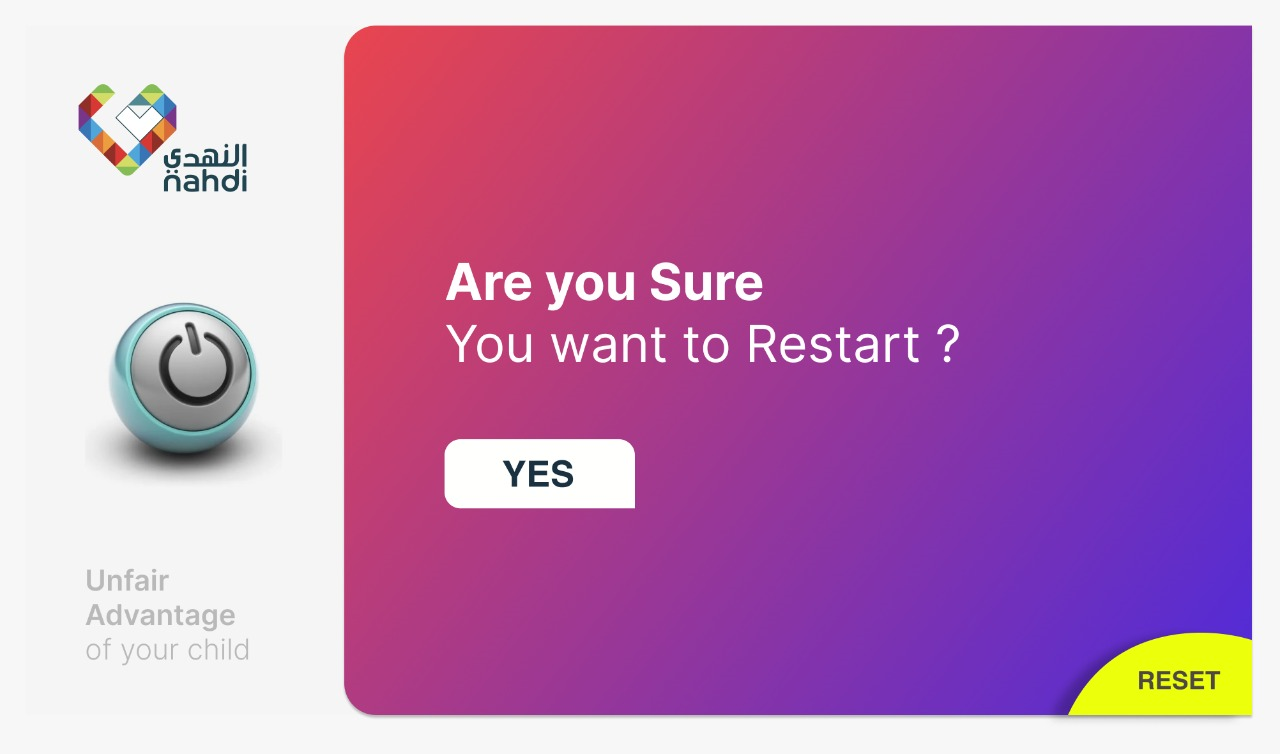 النهدي
nahdi
Are you Sure
You want to Restart ?
YES
Unfair
Advantage
of your child
RESET